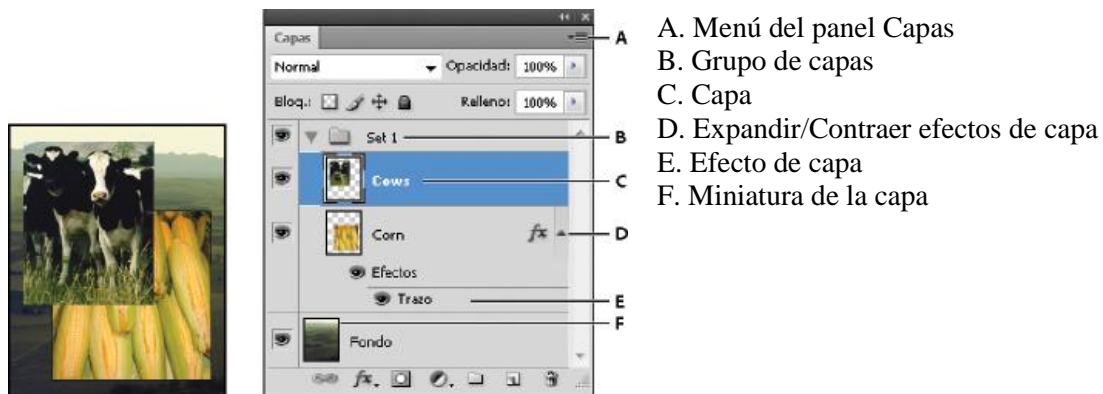 Capas
A
Normal
Opacidad: 100%
Bloq.:
Relleno: 100%
Set 1
B
Cows
C
Corn
fx
D
Efectos
Trazo
E
F
Fondo
fx.
A. Menú del panel Capas
B. Grupo de capas
C. Capa
D. Expandir/Contraer efectos de capa
E. Efecto de capa
F. Miniatura de la capa